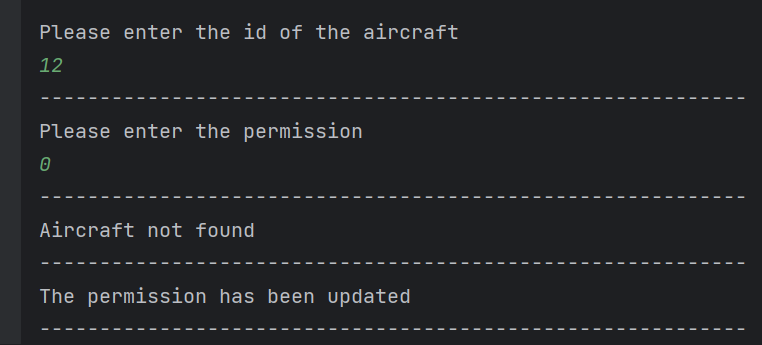 Please enter the id of the aircraft
12
-----------------------------------------------------------
Please enter the permission
0
-----------------------------------------------------------
Aircraft not found
-----------------------------------------------------------
The permission has been updated
-----------------------------------------------------------